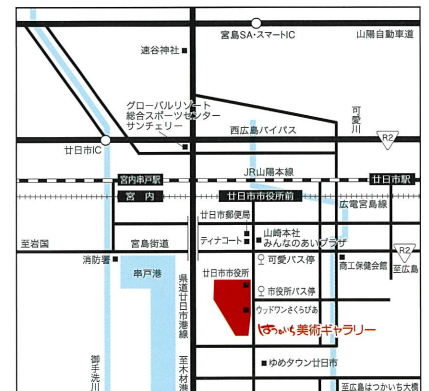 宮島SA・スマートIC
山陽自動車道
速谷神社
グローバルリゾート
総合スポーツセンター
サンチェリー
可愛川
西広島バイパス
R2
廿日市IC
JR山陽本線
宮内串戸駅
廿日市駅
宮内
廿日市市役所前
広電宮島線
廿日市郵便局
山崎本社
みんなのあいプラザ
ティナコート
至岩国
宮島街道
R2
消防署
可愛バス停
商工保健会館
至広島
串戸港
県道廿日市港線
廿日市市役所
市役所バス停
ウッドワンさくらぴあ
はつかいち美術ギャラリー
御手洗川
至木材港
ゆめタウン廿日市
至広島はつかいち大橋